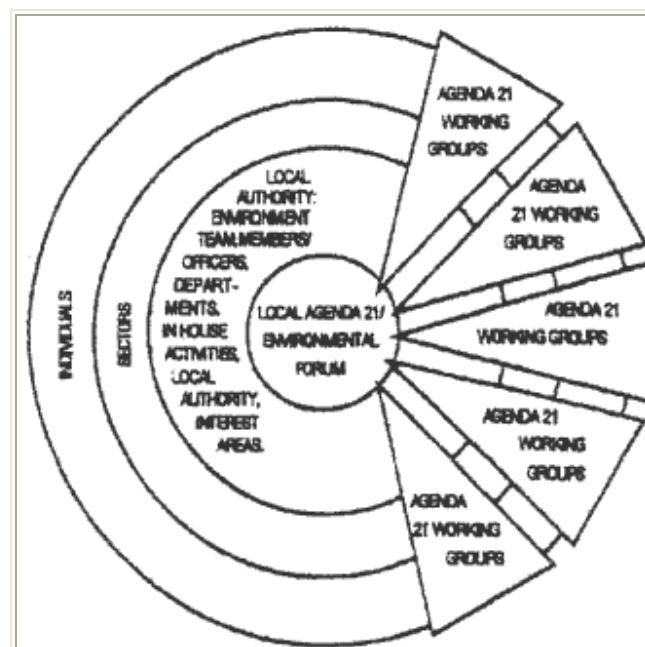 INDIVIDUALS
SECTORS
LOCAL
AUTHORITY:
ENVIRONMENT
TEAM, MEMBERS/
OFFICERS,
DEPART-
MENTS,
IN HOUSE
ACTIVITIES,
LOCAL
AUTHORITY,
INTEREST
AREAS.
LOCAL AGENDA 21/
ENVIRONMENTAL
FORUM
AGENDA 21
WORKING
GROUPS
AGENDA
21 WORKING
GROUPS
AGENDA 21
WORKING GROUPS
AGENDA 21
WORKING
GROUPS
AGENDA
21 WORKING
GROUPS